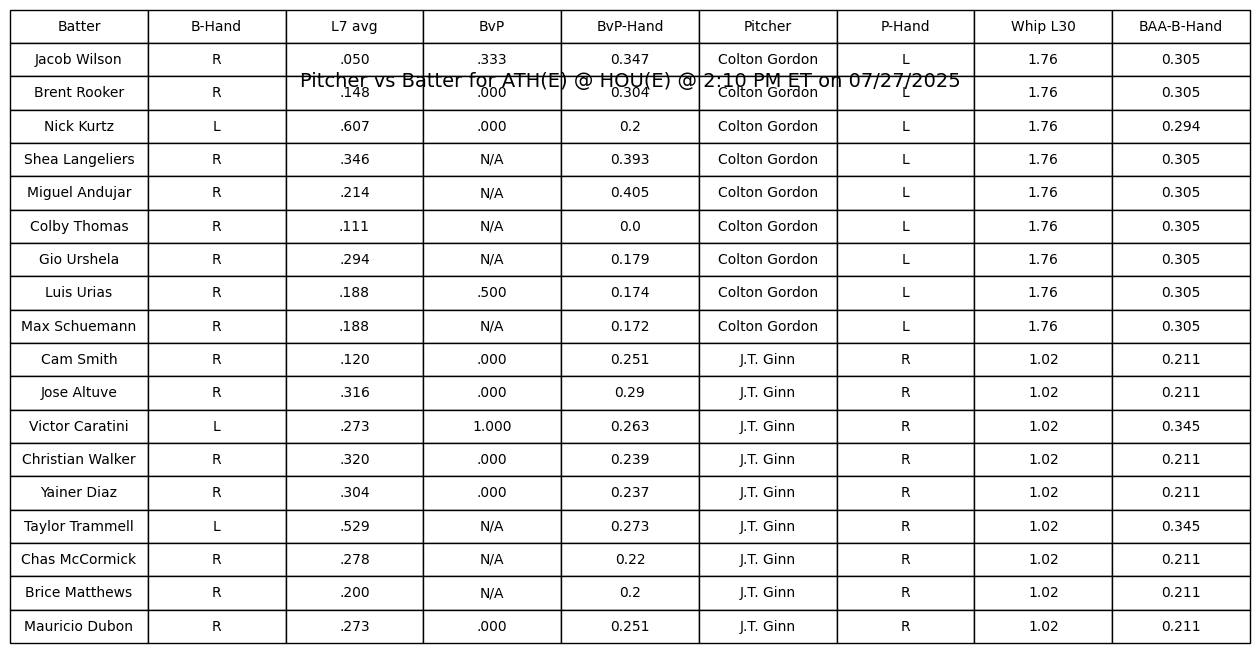 Batter B-Hand L7 avg BvP BvP-Hand Pitcher P-Hand Whip L30 BAA-B-Hand
Jacob Wilson R .050 .333 0.347 Colton Gordon L 1.76 0.305
Pitcher vs Batter for ATH(E) @ HOU(E) @ 2:10 PM ET on 07/27/2025
Brent Rooker R .148 .000 0.304 Colton Gordon L 1.76 0.305
Nick Kurtz L .607 .000 0.2 Colton Gordon L 1.76 0.294
Shea Langeliers R .346 N/A 0.393 Colton Gordon L 1.76 0.305
Miguel Andujar R .214 N/A 0.405 Colton Gordon L 1.76 0.305
Colby Thomas R .111 N/A 0.0 Colton Gordon L 1.76 0.305
Gio Urshela R .294 N/A 0.179 Colton Gordon L 1.76 0.305
Luis Urias R .188 .500 0.174 Colton Gordon L 1.76 0.305
Max Schuemann R .188 N/A 0.172 Colton Gordon L 1.76 0.305
Cam Smith R .120 .000 0.251 J.T. Ginn R 1.02 0.211
Jose Altuve R .316 .000 0.29 J.T. Ginn R 1.02 0.211
Victor Caratini L .273 1.000 0.263 J.T. Ginn R 1.02 0.345
Christian Walker R .320 .000 0.239 J.T. Ginn R 1.02 0.211
Yainer Diaz R .304 .000 0.237 J.T. Ginn R 1.02 0.211
Taylor Trammell L .529 N/A 0.273 J.T. Ginn R 1.02 0.345
Chas McCormick R .278 N/A 0.22 J.T. Ginn R 1.02 0.211
Brice Matthews R .200 N/A 0.2 J.T. Ginn R 1.02 0.211
Mauricio Dubon R .273 .000 0.251 J.T. Ginn R 1.02 0.211